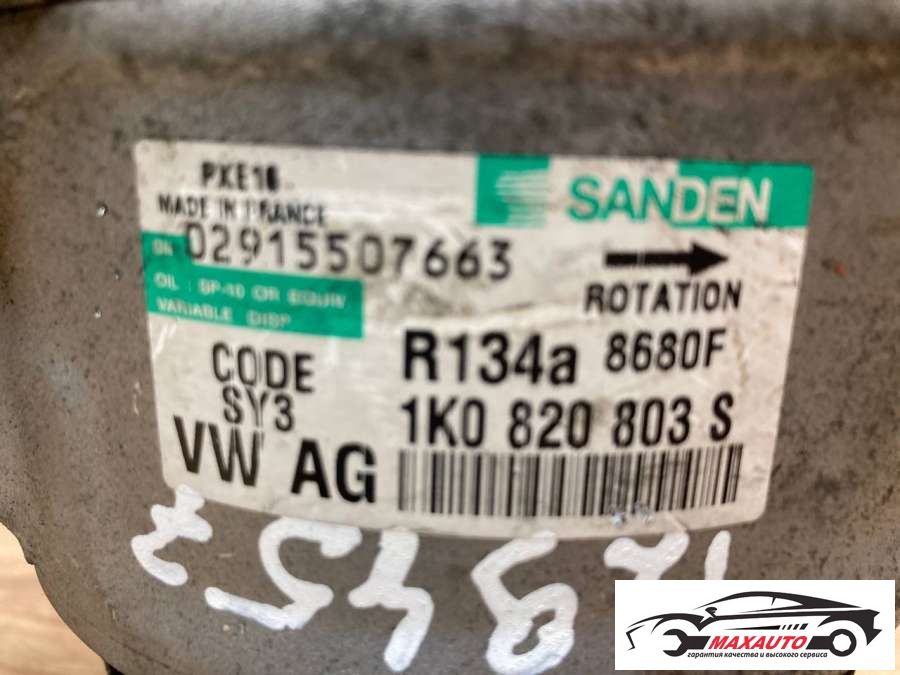 PXE16
MADE IN FRANCE
SANDEN
SN 02915507663
ROTATION
OIL : SP-10 OR EQUIV
VARIABLE DISP
CODE
SY3
R134a 8680F
1K0 820 803 S
VW AG
MAXAUTO
гарантия качества и высокого сервиса